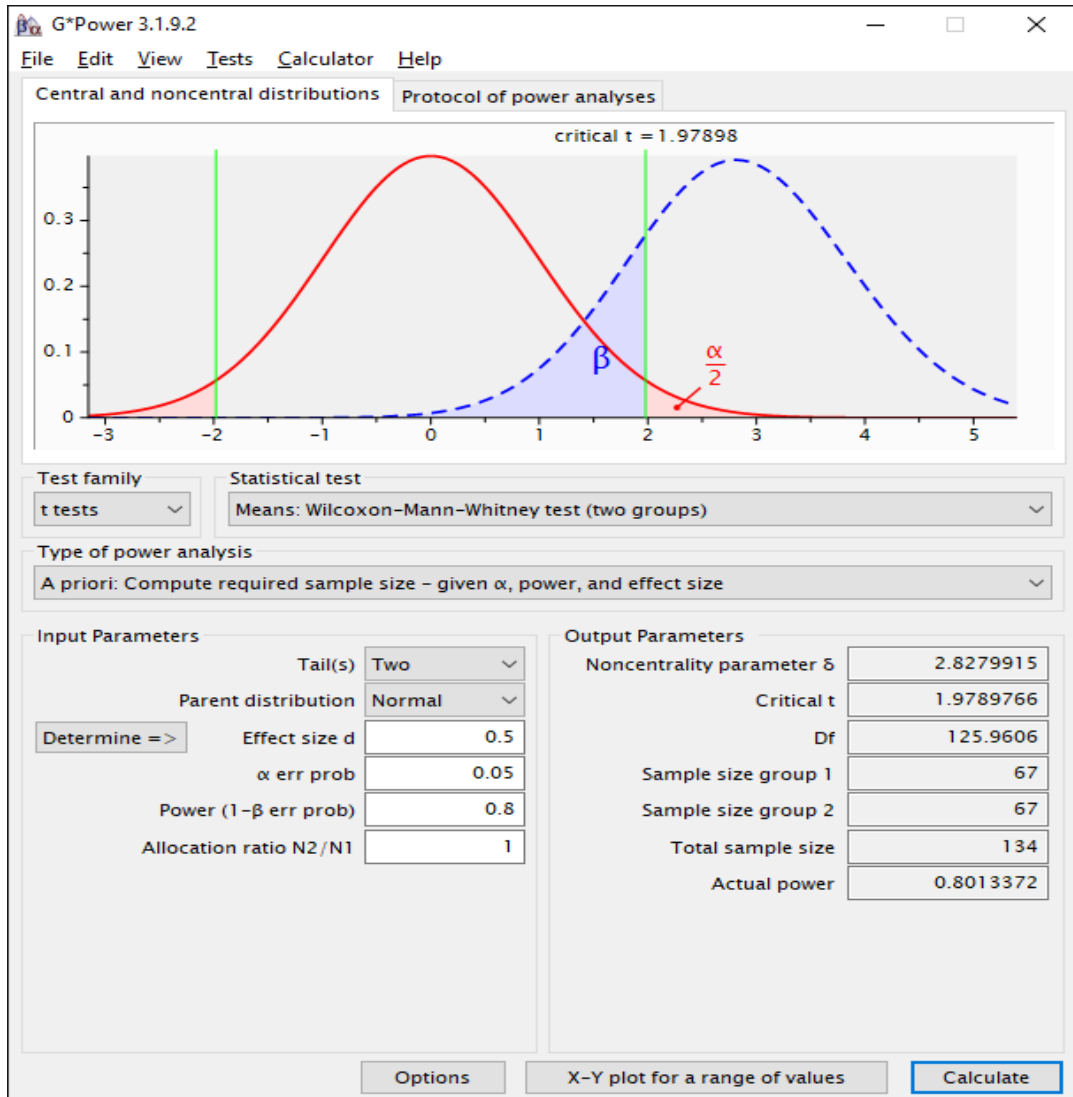 G*Power 3.1.9.2
File Edit View Tests Calculator Help
Central and noncentral distributions Protocol of power analyses
critical t = 1.97898
0.3
0.2
0.1
0
β
α
2
-3 -2 -1 0 1 2 3 4 5
Test family Statistical test
t tests Means: Wilcoxon-Mann-Whitney test (two groups)
Type of power analysis
A priori: Compute required sample size - given α, power, and effect size
Input Parameters Output Parameters
Tail(s) Two Noncentrality parameter δ 2.8279915
Parent distribution Normal Critical t 1.9789766
Determine => Effect size d 0.5 Df 125.9606
α err prob 0.05 Sample size group 1 67
Power (1-β err prob) 0.8 Sample size group 2 67
Allocation ratio N2/N1 1 Total sample size 134
Actual power 0.8013372
Options X-Y plot for a range of values Calculate